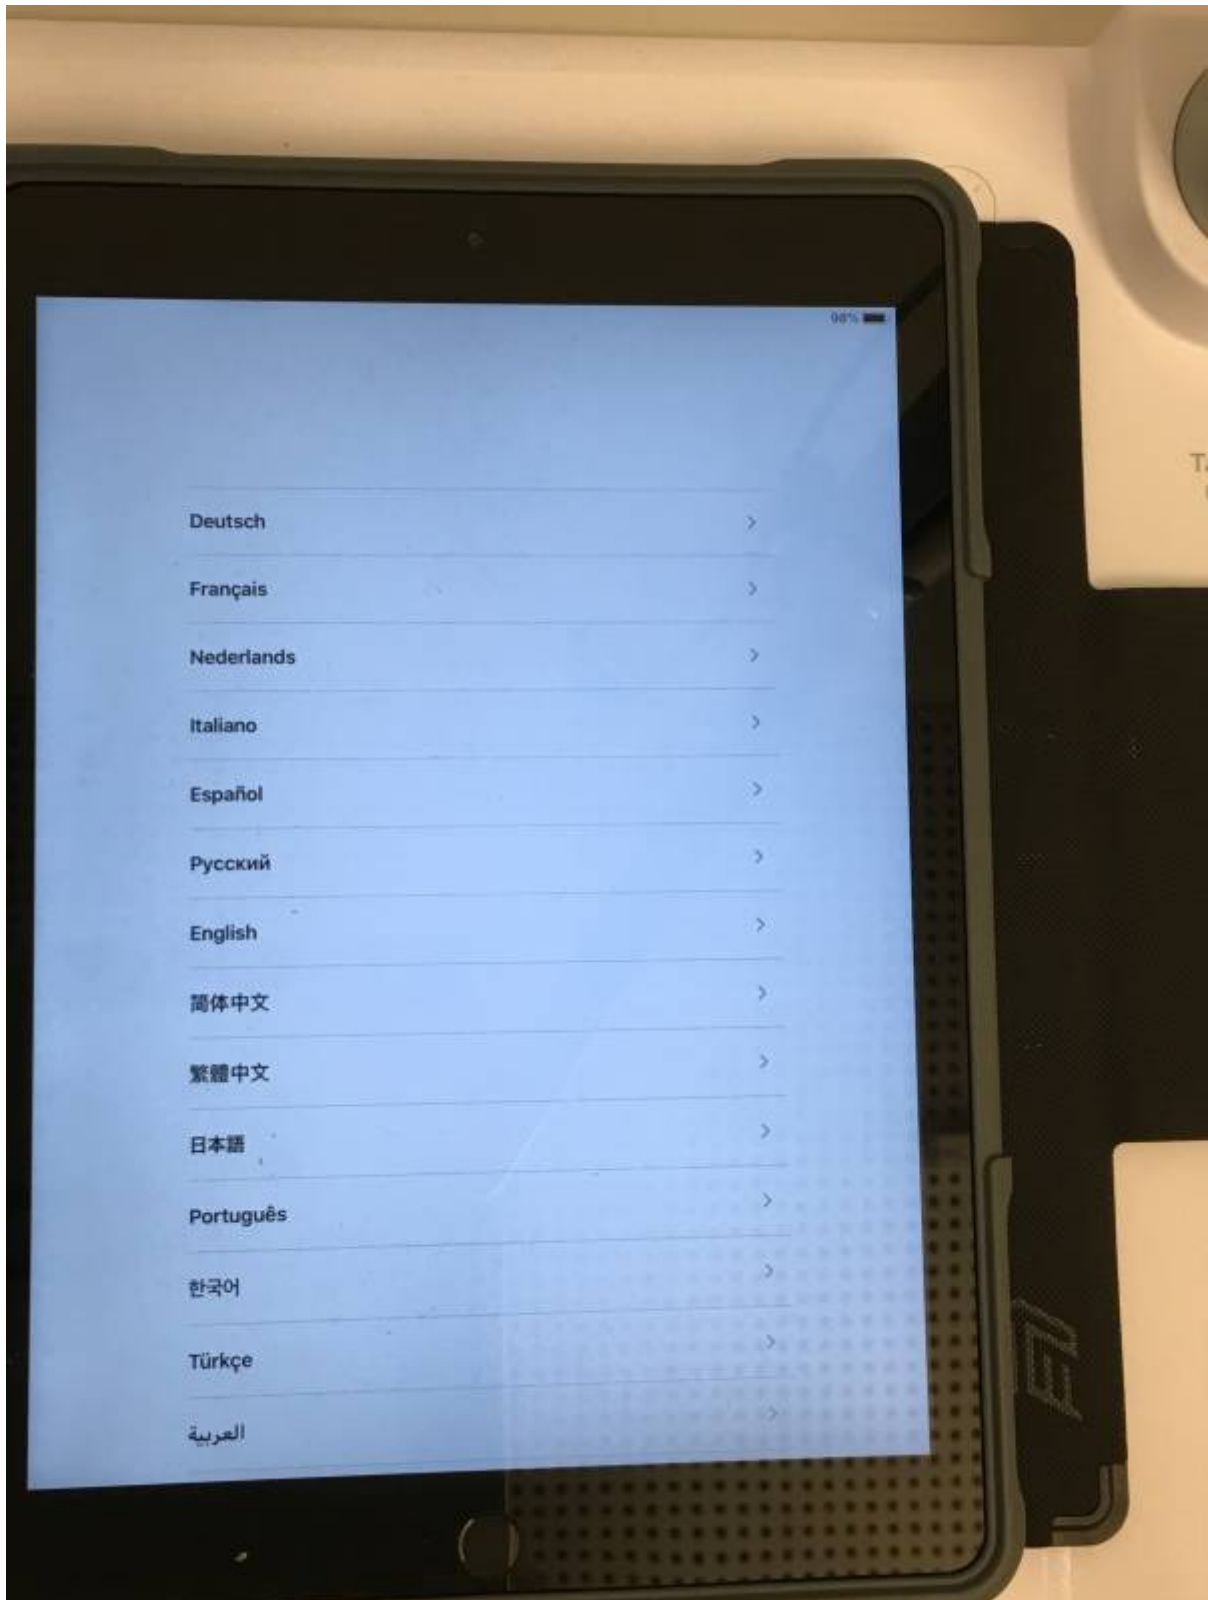 98%
Deutsch
Français
Nederlands
Italiano
Español
Русский
English
简体中文
繁體中文
日本語
Português
한국어
Türkçe
العربية